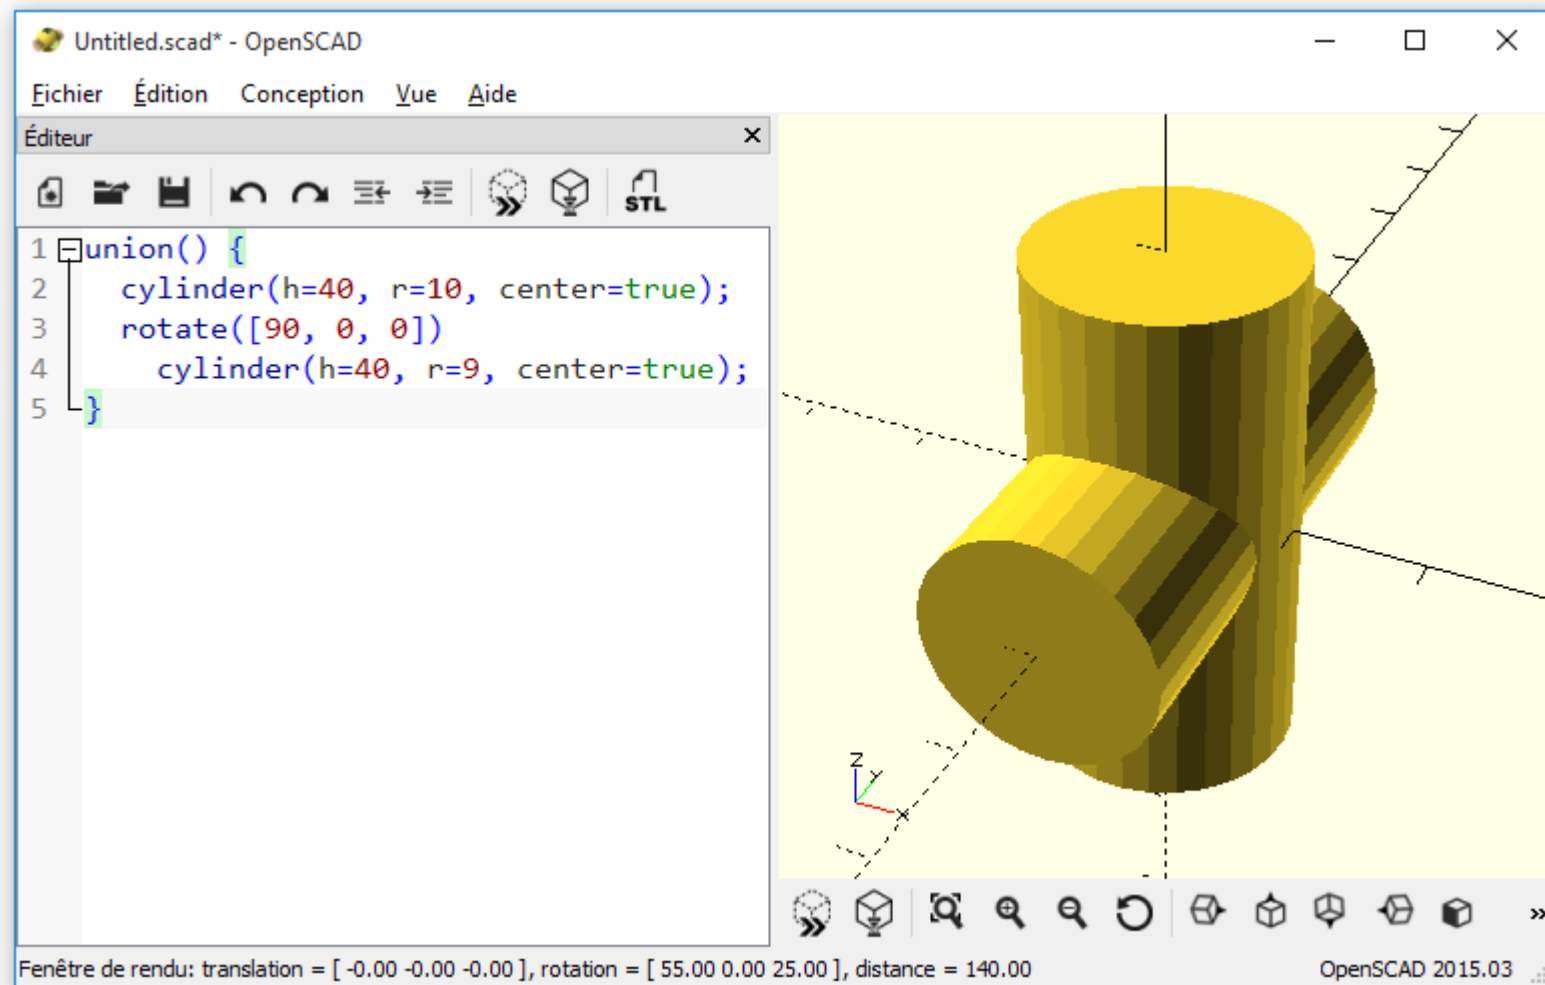 Untitled.scad* - OpenSCAD
Fichier Édition Conception Vue Aide
Éditeur
STL
1 union() {
2   cylinder(h=40, r=10, center=true);
3   rotate([90, 0, 0])
4     cylinder(h=40, r=9, center=true);
5 }
Z
y
x
Fenêtre de rendu: translation = [ -0.00 -0.00 -0.00 ], rotation = [ 55.00 0.00 25.00 ], distance = 140.00
OpenSCAD 2015.03